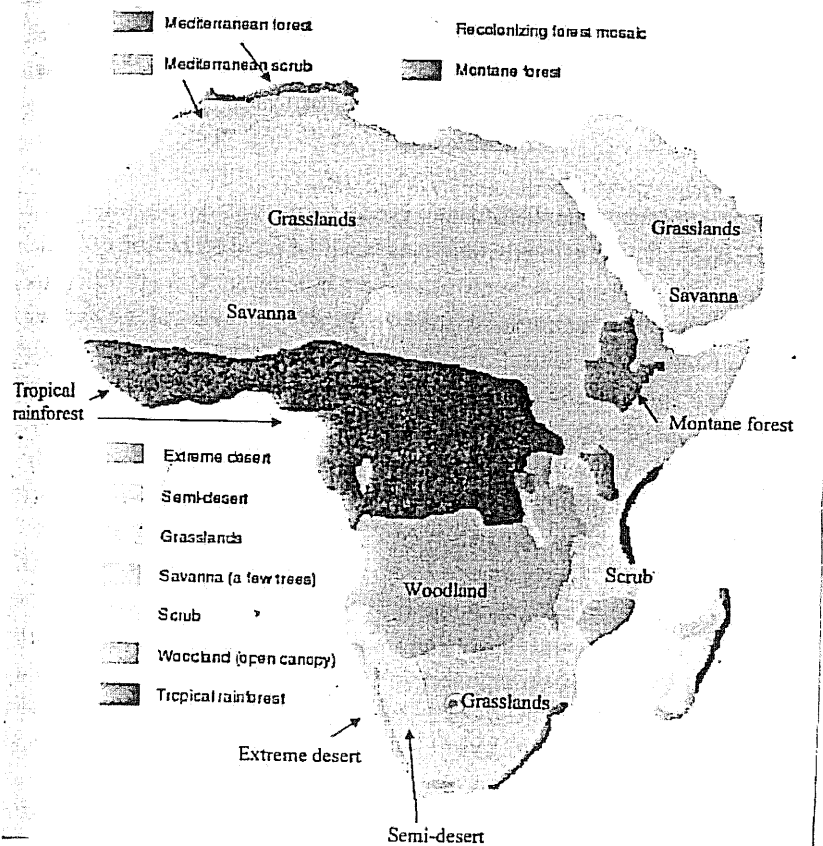 Mediterranean forest
Recolonizing forest mosaic
Mediterranean scrub
Montane forest
Grasslands
Grasslands
Savanna
Savanna
Tropical
rainforest
Montane forest
Extreme desert
Semi-desert
Grasslands
Savanna (a few trees)
Scrub
Woodland (open canopy)
Tropical rainforest
Woodland
Scrub
Grasslands
Extreme desert
Semi-desert